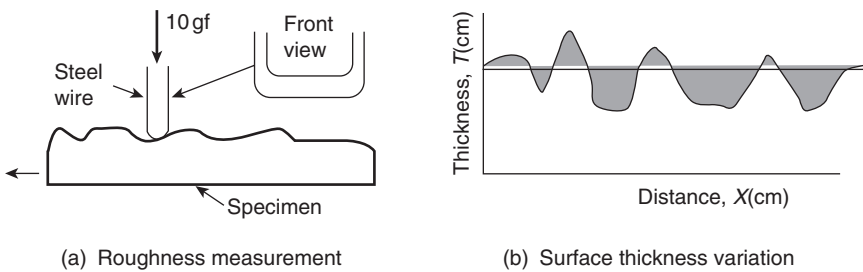 10 gf
Front
view
Steel
wire
Specimen
(a) Roughness measurement
Thickness, T(cm)
Distance, X(cm)
(b) Surface thickness variation